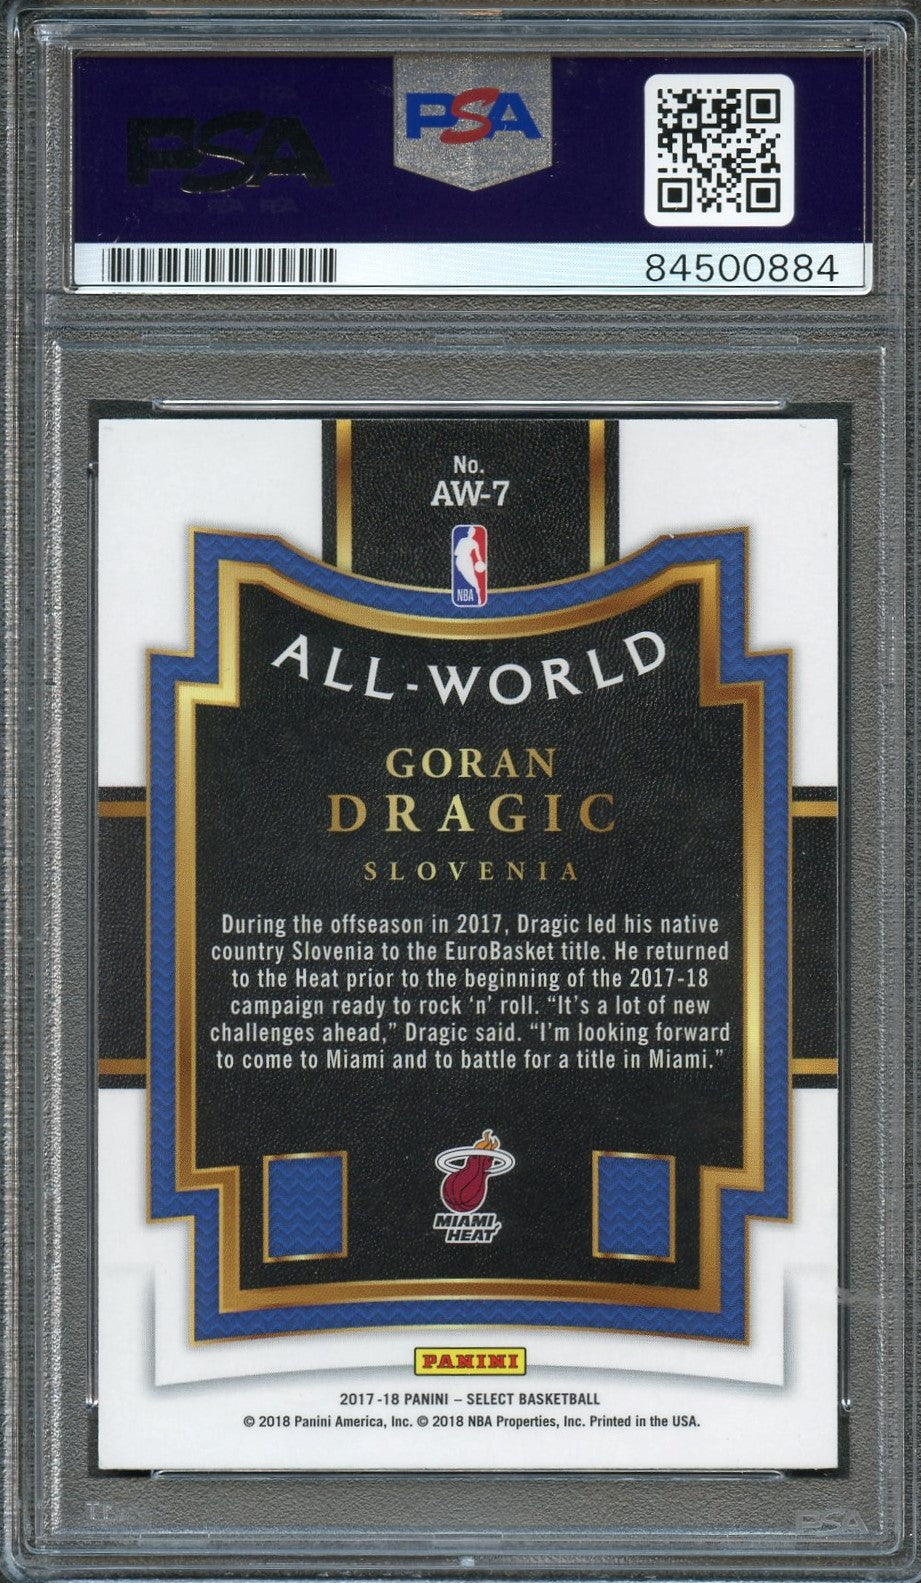 PSA
PSA
84500884
No.
AW-7
NBA
ALL-WORLD
GORAN
DRAGIC
SLOVENIA
During the offseason in 2017, Dragic led his native
country Slovenia to the EuroBasket title. He returned
to the Heat prior to the beginning of the 2017-18
campaign ready to rock ‘n’ roll. “It’s a lot of new
challenges ahead,” Dragic said. “I’m looking forward
to come to Miami and to battle for a title in Miami.”
MIAMI
HEAT
PANINI
2017-18 PANINI – SELECT BASKETBALL
© 2018 Panini America, Inc. © 2018 NBA Properties, Inc. Printed in the USA.
PSA